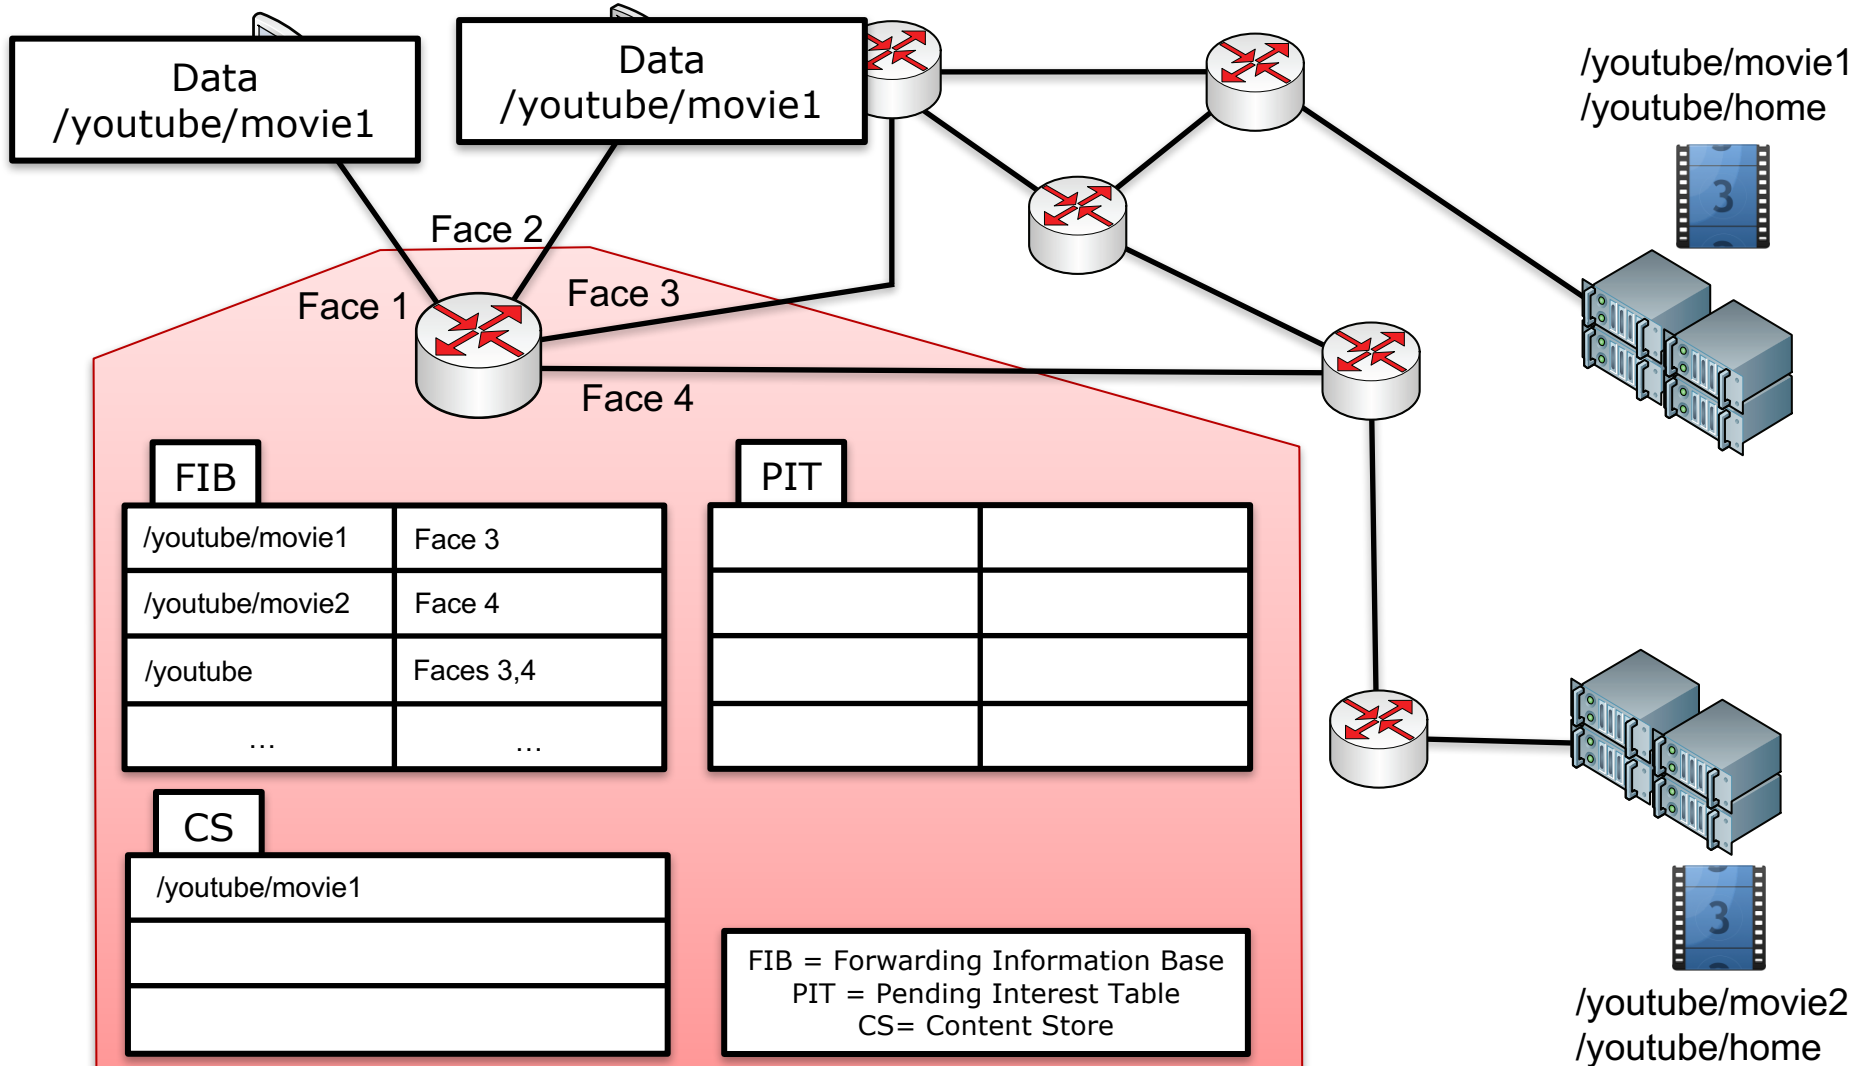 Data
/youtube/movie1
Data
/youtube/movie1
/youtube/movie1
/youtube/home
3
Face 2
Face 1
Face 3
Face 4
FIB
/youtube/movie1 Face 3
/youtube/movie2 Face 4
/youtube Faces 3,4
... ...
PIT
CS
/youtube/movie1
FIB = Forwarding Information Base
PIT = Pending Interest Table
CS= Content Store
3
/youtube/movie2
/youtube/home